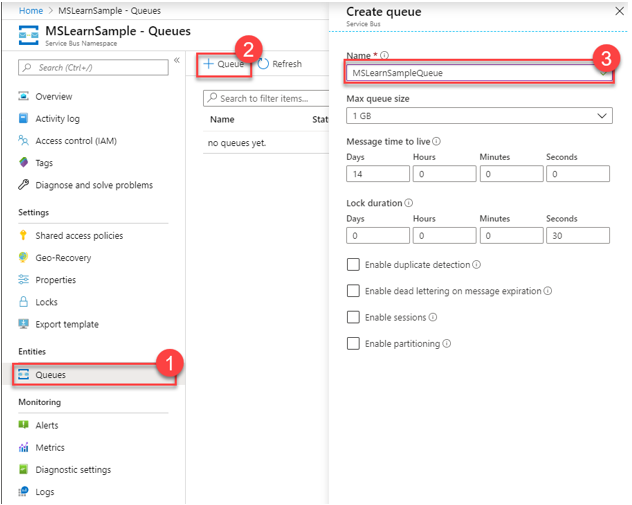 Home > MSLearnSample - Queues
MSLearnSample - Queues
Service Bus Namespace
Search (Ctrl+/)
«
Overview
Activity log
Access control (IAM)
Tags
Diagnose and solve problems
Settings
Shared access policies
Geo-Recovery
Properties
Locks
Export template
Entities
Queues
1
Monitoring
Alerts
Metrics
Diagnostic settings
Logs
2
+ Queue
Refresh
Search to filter items...
Name
no queues yet.
Create queue
Service Bus
Name *
MSLearnSampleQueue
3
Max queue size
1 GB
Message time to live
Days Hours Minutes Seconds
14 0 0 0
Lock duration
Days Hours Minutes Seconds
0 0 0 30
Enable duplicate detection
Enable dead lettering on message expiration
Enable sessions
Enable partitioning